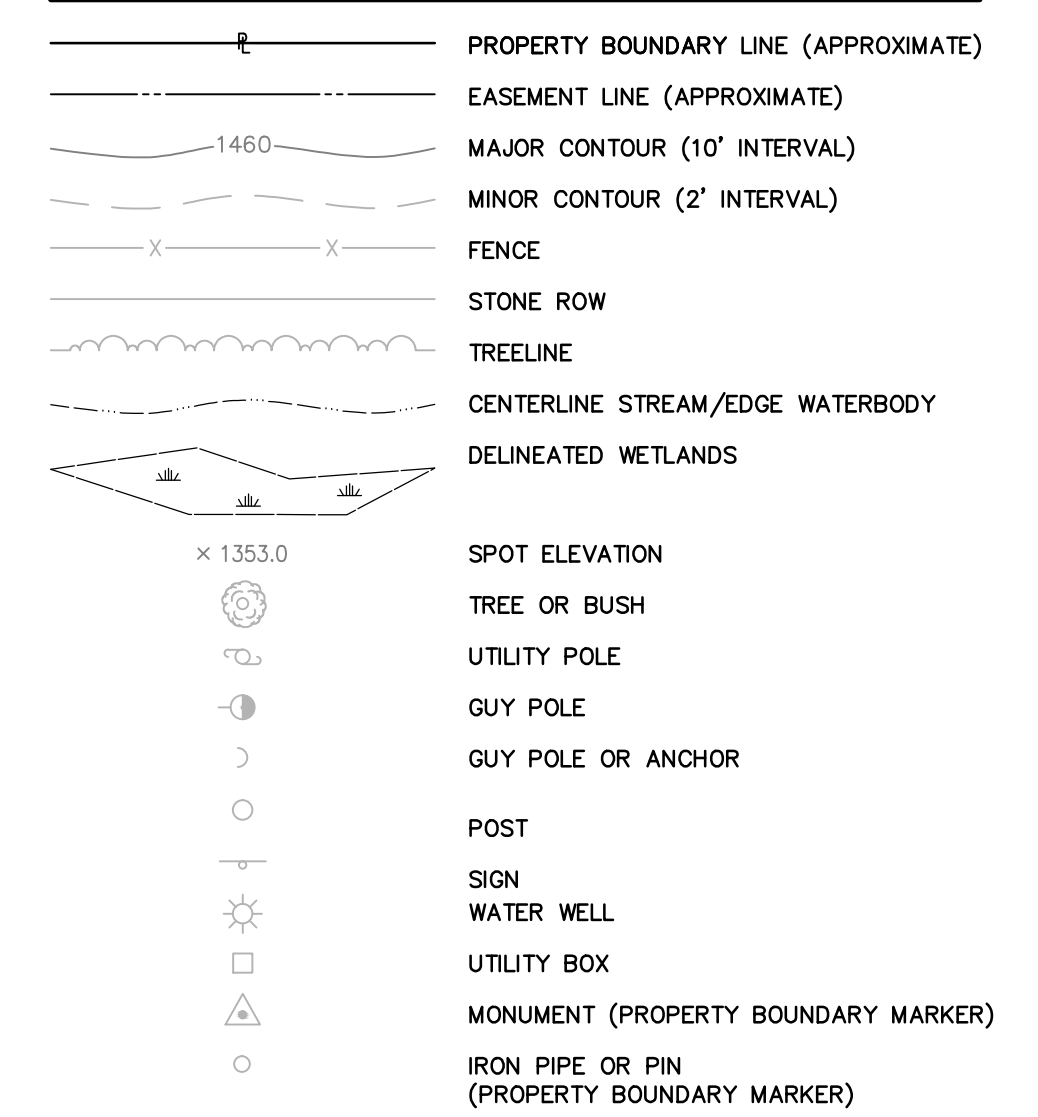 PL PROPERTY BOUNDARY LINE (APPROXIMATE)
EASEMENT LINE (APPROXIMATE)
1460 MAJOR CONTOUR (10' INTERVAL)
MINOR CONTOUR (2' INTERVAL)
X X FENCE
STONE ROW
TREELINE
CENTERLINE STREAM/EDGE WATERBODY
DELINEATED WETLANDS
× 1353.0 SPOT ELEVATION
TREE OR BUSH
UTILITY POLE
GUY POLE
GUY POLE OR ANCHOR
POST
SIGN
WATER WELL
UTILITY BOX
MONUMENT (PROPERTY BOUNDARY MARKER)
IRON PIPE OR PIN
(PROPERTY BOUNDARY MARKER)